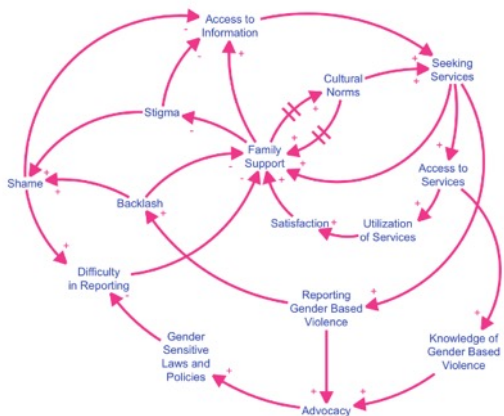 Access to
Information
Seeking
Services
Cultural
Norms
Stigma
Family
Support
Access to
Services
Shame
Backlash
Satisfaction
Utilization
of Services
Difficulty
in Reporting
Reporting
Gender Based
Violence
Gender
Sensitive
Laws and
Policies
Knowledge of
Gender Based
Violence
Advocacy